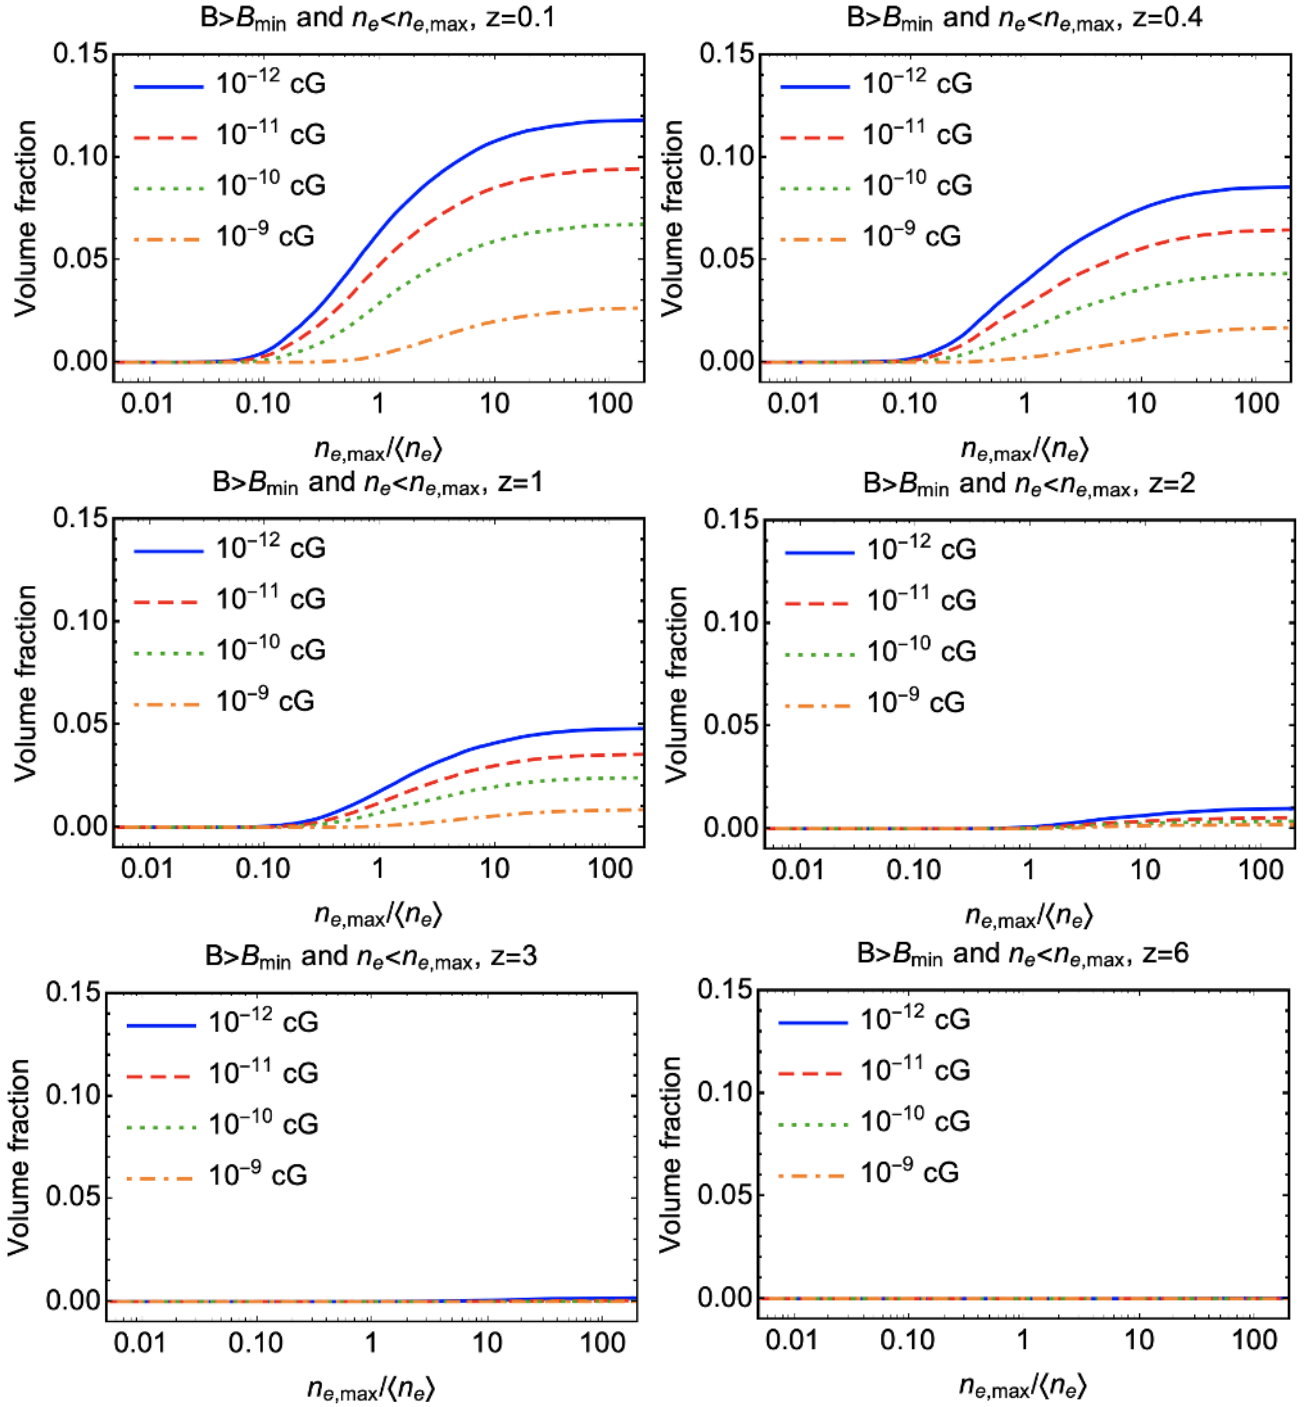 B>Bmin and ne<ne,max, z=0.1
0.15
0.10
0.05
0.00
Volume fraction
10−12 cG
10−11 cG
10−10 cG
10−9 cG
0.01 0.10 1 10 100
ne,max/⟨ne⟩
B>Bmin and ne<ne,max, z=0.4
0.15
0.10
0.05
0.00
Volume fraction
10−12 cG
10−11 cG
10−10 cG
10−9 cG
0.01 0.10 1 10 100
ne,max/⟨ne⟩
B>Bmin and ne<ne,max, z=1
0.15
0.10
0.05
0.00
Volume fraction
10−12 cG
10−11 cG
10−10 cG
10−9 cG
0.01 0.10 1 10 100
ne,max/⟨ne⟩
B>Bmin and ne<ne,max, z=2
0.15
0.10
0.05
0.00
Volume fraction
10−12 cG
10−11 cG
10−10 cG
10−9 cG
0.01 0.10 1 10 100
ne,max/⟨ne⟩
B>Bmin and ne<ne,max, z=3
0.15
0.10
0.05
0.00
Volume fraction
10−12 cG
10−11 cG
10−10 cG
10−9 cG
0.01 0.10 1 10 100
ne,max/⟨ne⟩
B>Bmin and ne<ne,max, z=6
0.15
0.10
0.05
0.00
Volume fraction
10−12 cG
10−11 cG
10−10 cG
10−9 cG
0.01 0.10 1 10 100
ne,max/⟨ne⟩